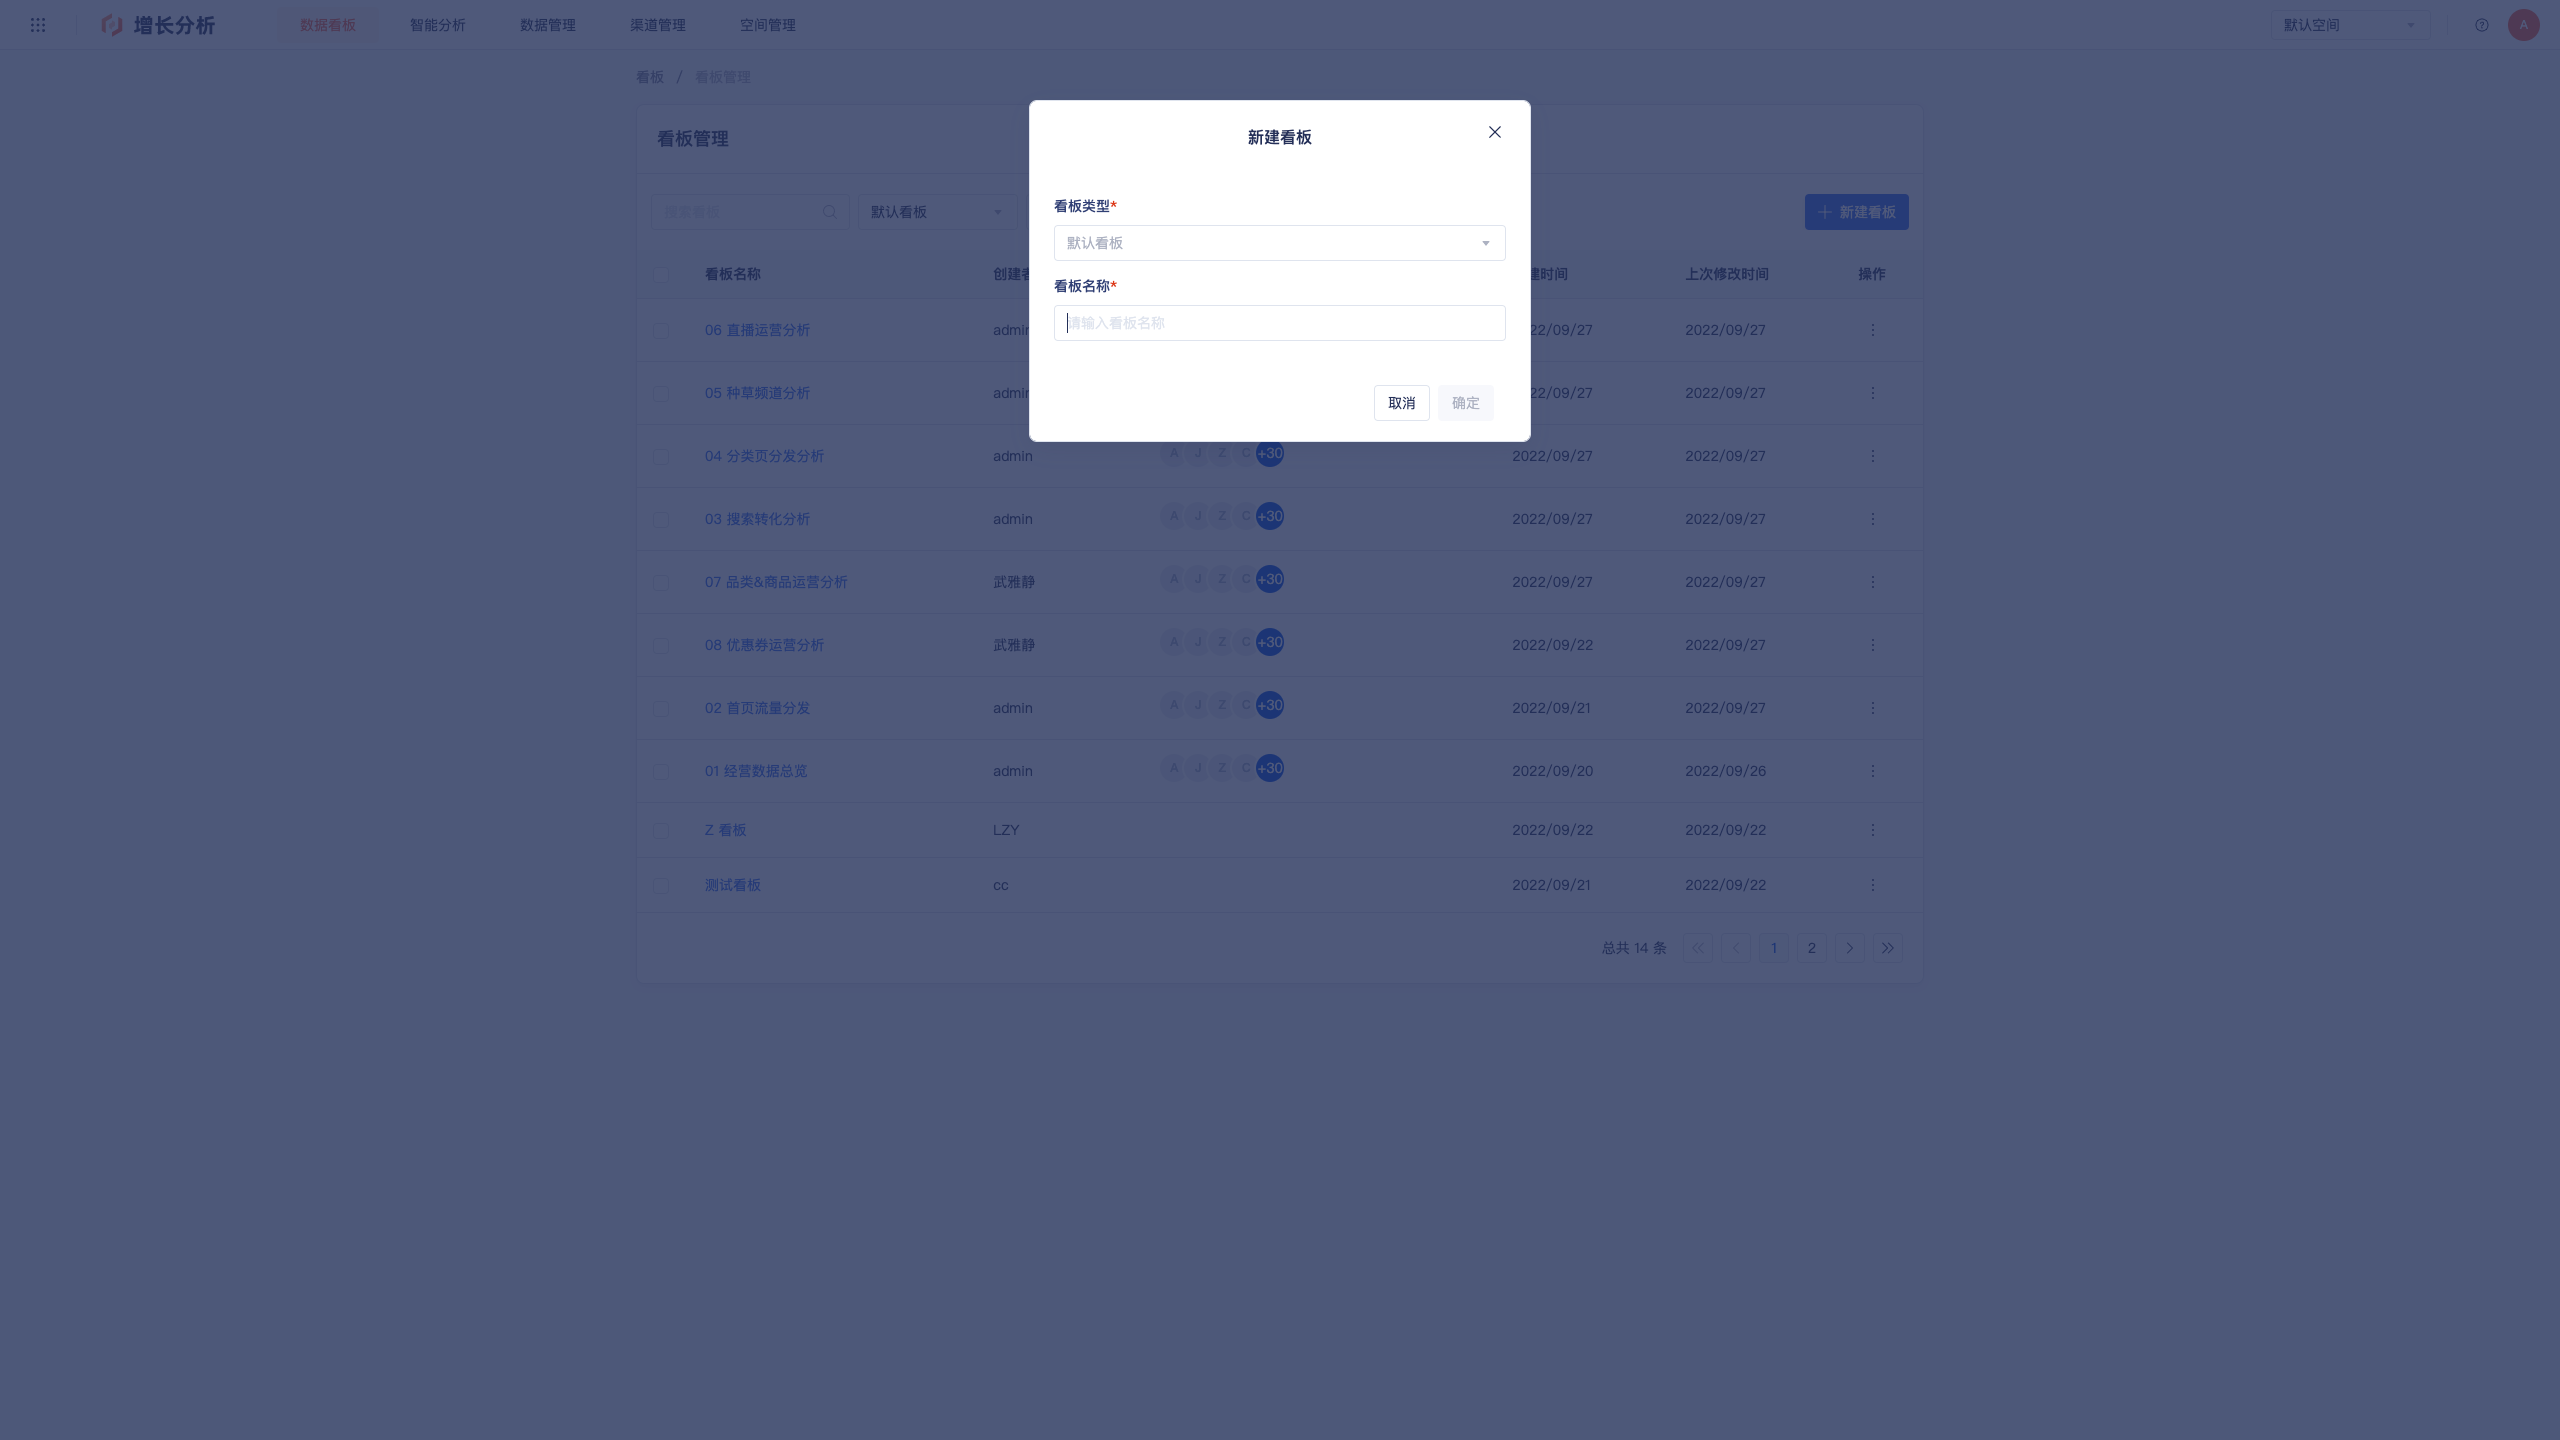 增长分析 数据看板 智能分析 数据管理 渠道管理 空间管理 默认空间 A
看板 / 看板管理
看板管理
搜索看板 默认看板 新建看板
看板名称 创建者 建时间 上次修改时间 操作
06 直播运营分析 admin 22/09/27 2022/09/27
05 种草频道分析 admin 22/09/27 2022/09/27
04 分类页分发分析 admin A J Z C +30 2022/09/27 2022/09/27
03 搜索转化分析 admin A J Z C +30 2022/09/27 2022/09/27
07 品类&商品运营分析 武雅静 A J Z C +30 2022/09/27 2022/09/27
08 优惠券运营分析 武雅静 A J Z C +30 2022/09/22 2022/09/27
02 首页流量分发 admin A J Z C +30 2022/09/21 2022/09/27
01 经营数据总览 admin A J Z C +30 2022/09/20 2022/09/26
Z 看板 LZY 2022/09/22 2022/09/22
测试看板 cc 2022/09/21 2022/09/22
总共 14 条 1 2
新建看板
看板类型*
默认看板
看板名称*
请输入看板名称
取消 确定